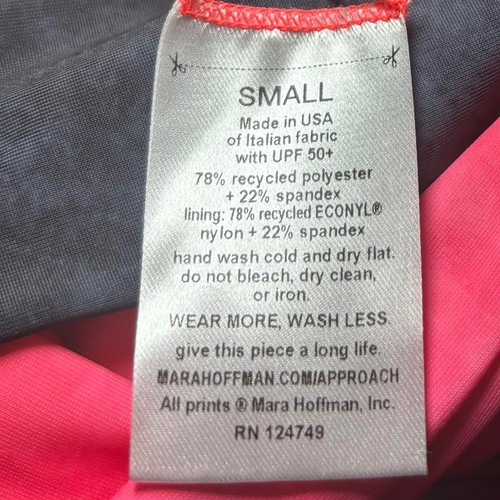 SMALL
Made in USA
of Italian fabric
with UPF 50+
78% recycled polyester
+ 22% spandex
lining: 78% recycled ECONYL®
nylon + 22% spandex
hand wash cold and dry flat.
do not bleach, dry clean,
or iron.
WEAR MORE, WASH LESS.
give this piece a long life.
MARAHOFFMAN.COM/APPROACH
All prints ® Mara Hoffman, Inc.
RN 124749